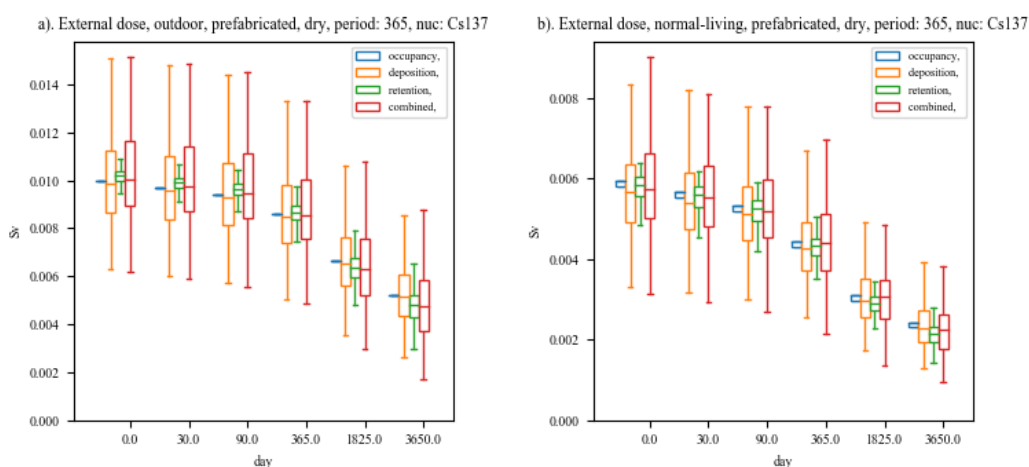 a). External dose, outdoor, prefabricated, dry, period: 365, nuc: Cs137
occupancy,
deposition,
retention,
combined,
0.014
0.012
0.010
0.008
0.006
0.004
0.002
0.000
Sv
0.0 30.0 90.0 365.0 1825.0 3650.0
day
b). External dose, normal-living, prefabricated, dry, period: 365, nuc: Cs137
occupancy,
deposition,
retention,
combined,
0.008
0.006
0.004
0.002
0.000
Sv
0.0 30.0 90.0 365.0 1825.0 3650.0
day